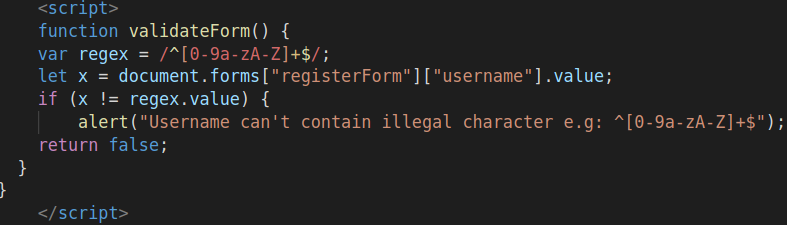 <script>
function validateForm() {
var regex = /^[0-9a-zA-Z]+$/;
let x = document.forms["registerForm"]["username"].value;
if (x != regex.value) {
alert("Username can't contain illegal character e.g: ^[0-9a-zA-Z]+$");
return false;
}
}
</script>